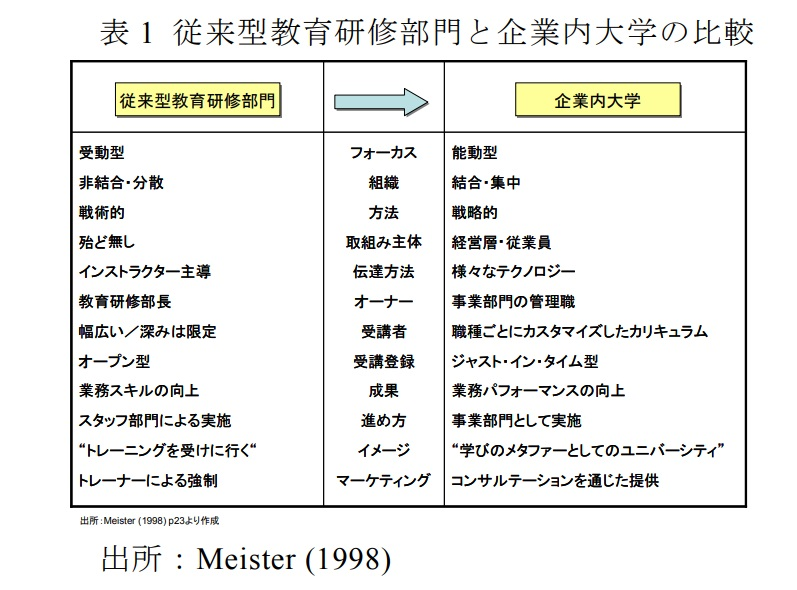 表 1 従来型教育研修部門と企業内大学の比較
従来型教育研修部門 企業内大学
受動型 フォーカス 能動型
非結合・分散 組織 結合・集中
戦術的 方法 戦略的
殆ど無し 取組み主体 経営層・従業員
インストラクター主導 伝達方法 様々なテクノロジー
教育研修部長 オーナー 事業部門の管理職
幅広い／深みは限定 受講者 職種ごとにカスタマイズしたカリキュラム
オープン型 受講登録 ジャスト・イン・タイム型
業務スキルの向上 成果 業務パフォーマンスの向上
スタッフ部門による実施 進め方 事業部門として実施
“トレーニングを受けに行く“ イメージ “学びのメタファーとしてのユニバーシティ”
トレーナーによる強制 マーケティング コンサルテーションを通じた提供
出所：Meister (1998) p23より作成
出所：Meister (1998)